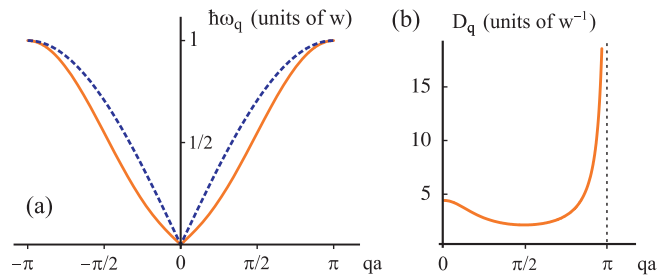 ħω_q (units of w)
1
1/2
(a)
−π
−π/2
0
π/2
π
qa
(b)
D_q (units of w⁻¹)
15
10
5
0
π/2
π
qa